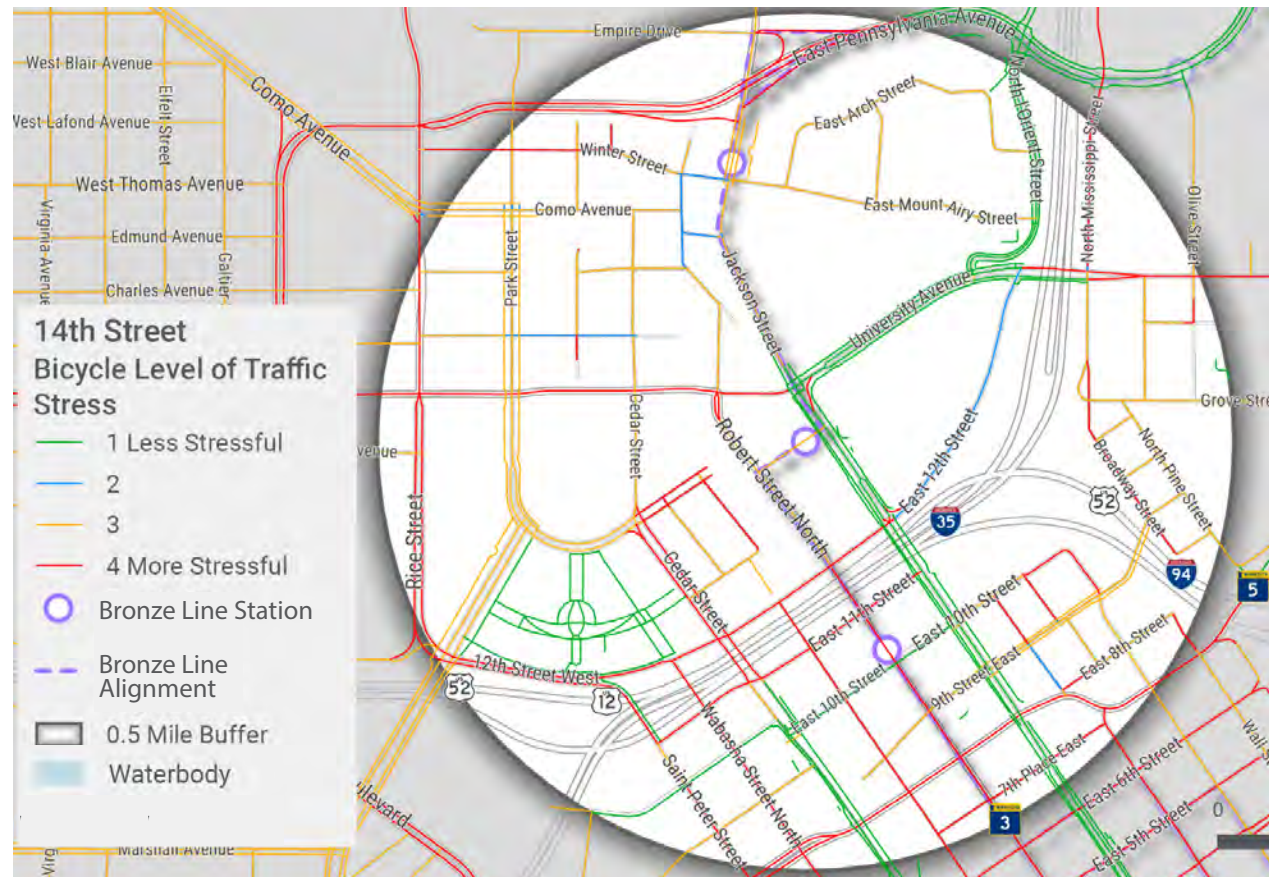 Empire Drive
East Pennsylvania Avenue
West Blair Avenue
Elfelt Street
Como Avenue
East Arch Street
North L'Orient Street
West Lafond Avenue
North Mississippi Street
Winter Street
West Thomas Avenue
Virginia Avenue
Como Avenue
East Mount Airy Street
Olive Street
Edmund Avenue
Galtier
Park Street
Jackson Street
Charles Avenue
University Avenue
14th Street
Bicycle Level of Traffic
Stress
1 Less Stressful
2
3
4 More Stressful
Bronze Line Station
Bronze Line
Alignment
0.5 Mile Buffer
Waterbody
Cedar Street
Grove Stre
venue
Robert Street North
East 12th Street
Broadway Street
North Pine Street
52
35
Rice Street
94
5
Cedar Street
East 11th Street
East 10th Street
12th Street West
52
12
East 10th Street
9th Street East
East 8th Street
Wabasha Street North
Saint Peter Street
Wall S
7th Place East
East 6th Street
3
0
East 5th Street
ulevard
Marshall Avenue